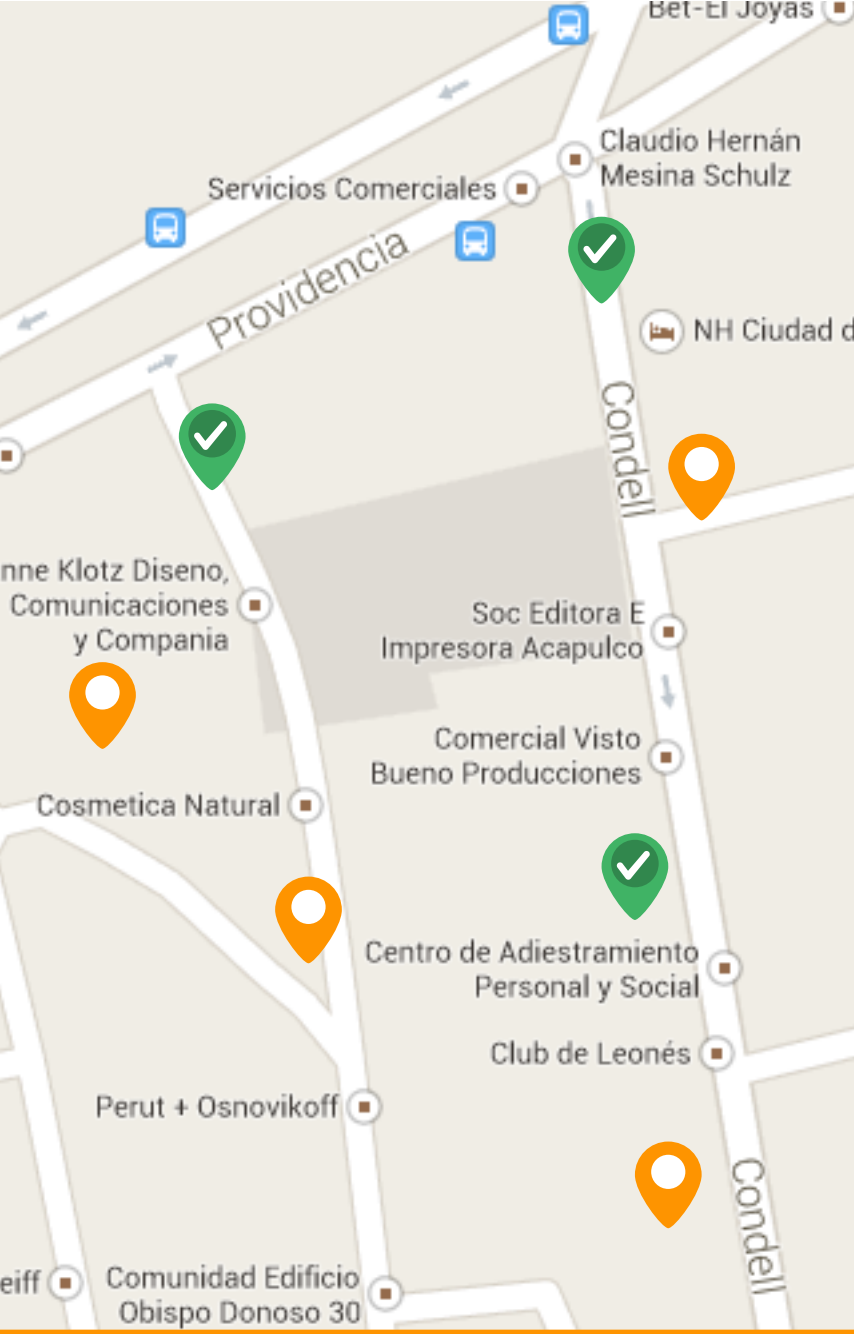 Bet-El Joyas
Claudio Hernán
Mesina Schulz
Servicios Comerciales
Providencia
NH Ciudad d
Condell
nne Klotz Diseno,
Comunicaciones
y Compania
Soc Editora E
Impresora Acapulco
Comercial Visto
Bueno Producciones
Cosmetica Natural
Centro de Adiestramiento
Personal y Social
Club de Leonés
Perut + Osnovikoff
Condell
eiff
Comunidad Edificio
Obispo Donoso 30